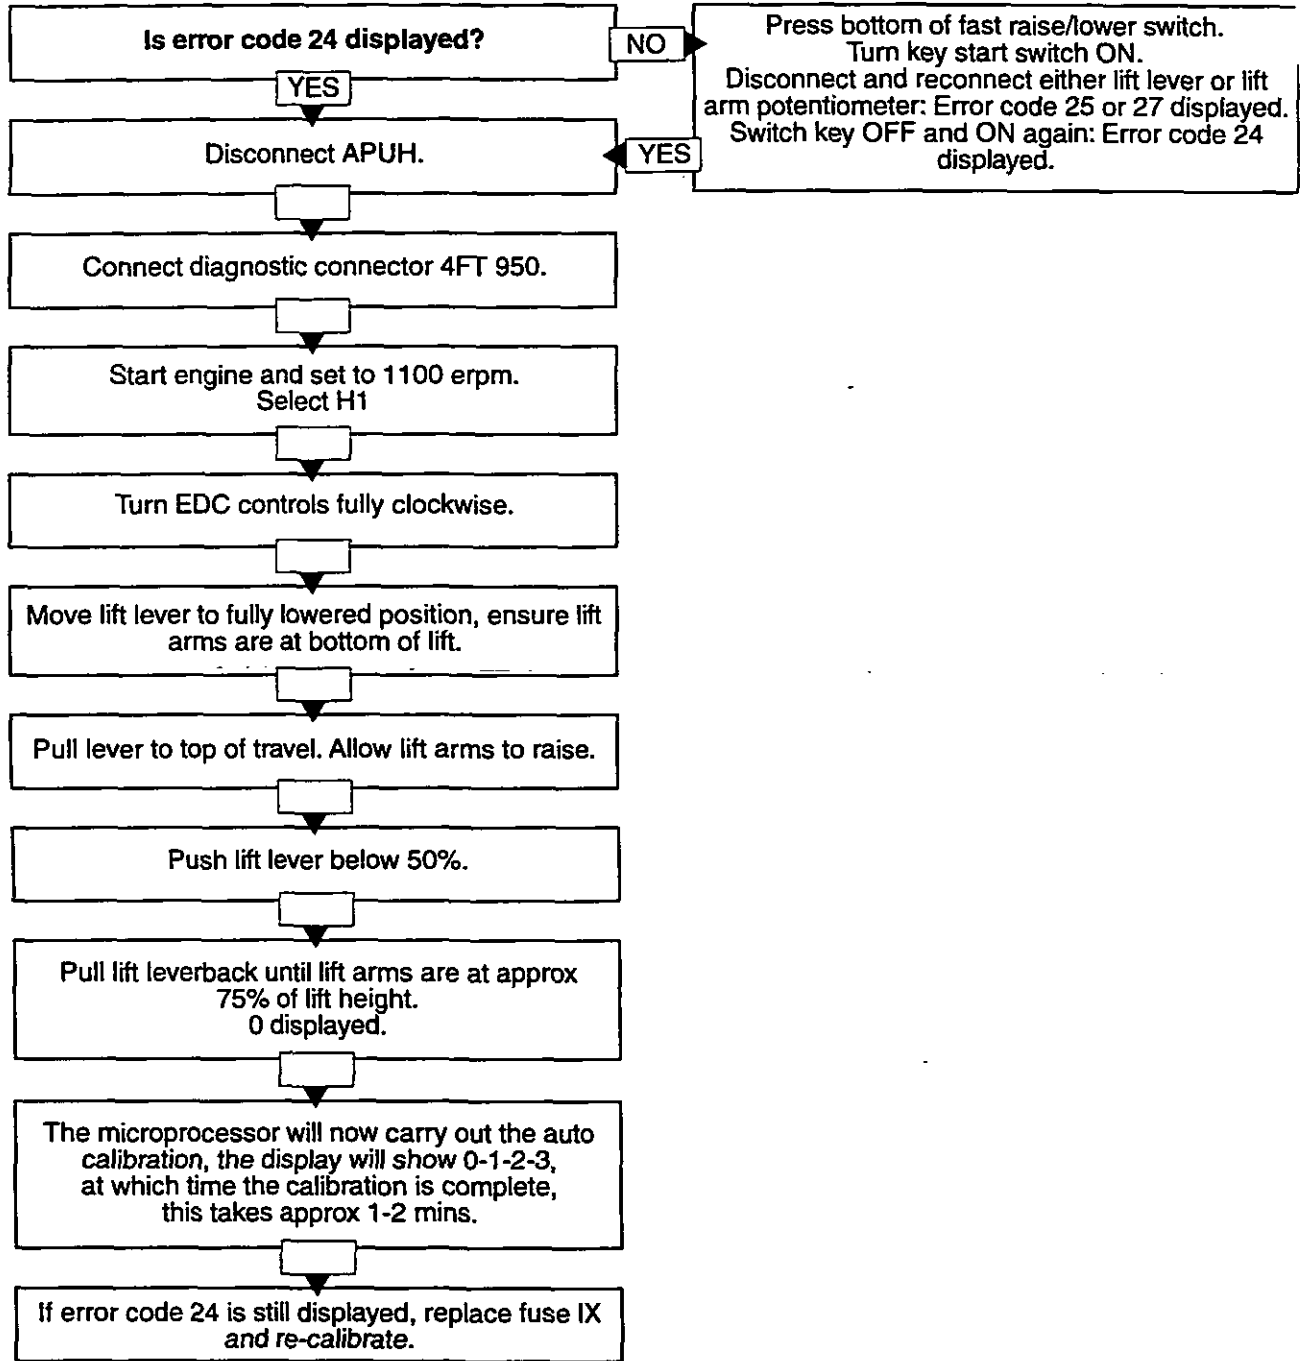 Is error code 24 displayed?
NO
Press bottom of fast raise/lower switch.
Turn key start switch ON.
Disconnect and reconnect either lift lever or lift
arm potentiometer: Error code 25 or 27 displayed.
Switch key OFF and ON again: Error code 24
displayed.
YES
YES
Disconnect APUH.
Connect diagnostic connector 4FT 950.
Start engine and set to 1100 erpm.
Select H1
Turn EDC controls fully clockwise.
Move lift lever to fully lowered position, ensure lift
arms are at bottom of lift.
Pull lever to top of travel. Allow lift arms to raise.
Push lift lever below 50%.
Pull lift leverback until lift arms are at approx
75% of lift height.
0 displayed.
The microprocessor will now carry out the auto
calibration, the display will show 0-1-2-3,
at which time the calibration is complete,
this takes approx 1-2 mins.
If error code 24 is still displayed, replace fuse IX
and re-calibrate.